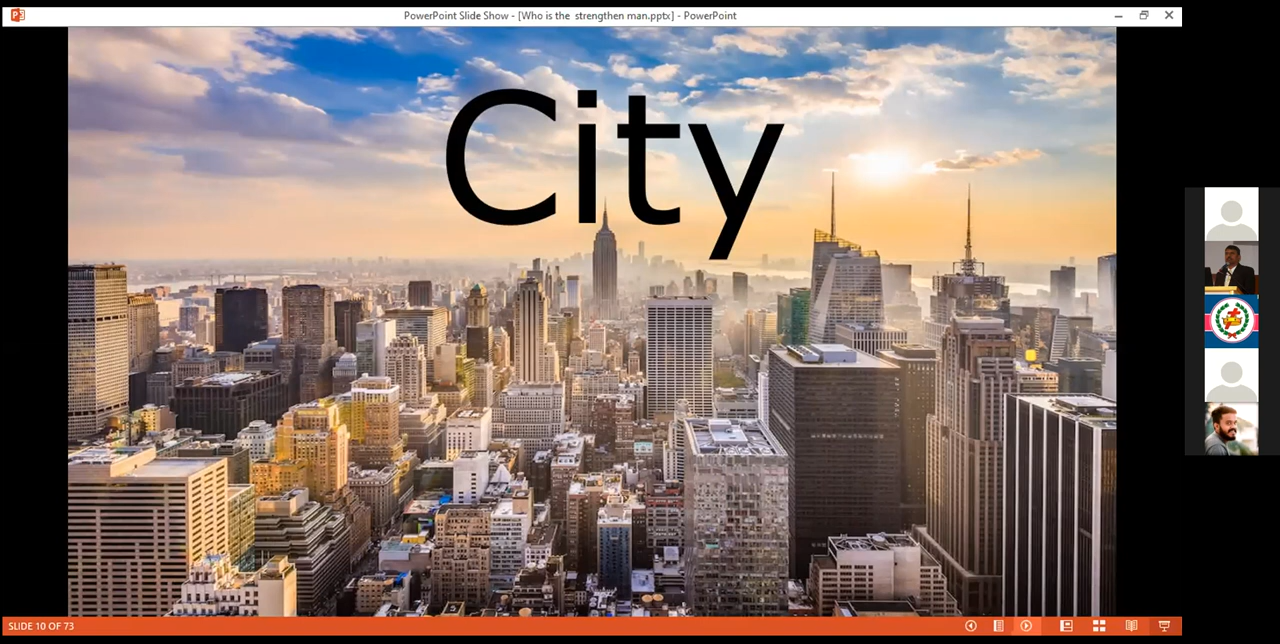 PowerPoint Slide Show - [Who is the  strengthen man.pptx] - PowerPoint
City
SLIDE 10 OF 73